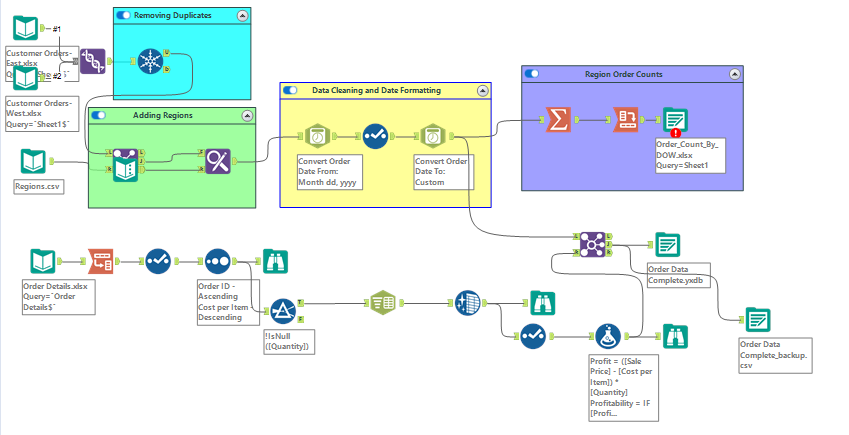 Removing Duplicates
#1
Customer Orders-
East.xlsx
#2
Customer Orders-
West.xlsx
Query=`Sheet1$`
U
D
Data Cleaning and Date Formatting
Region Order Counts
Adding Regions
Regions.csv
Convert Order
Date From:
Month dd, yyyy
Convert Order
Date To:
Custom
Order_Count_By_
DOW.xlsx
Query=Sheet1
Order Details.xlsx
Query=`Order
Details$`
Order ID -
Ascending
Cost per Item -
Descending
!IsNull
([Quantity])
T
F
L
J
R
Order Data
Complete.yxdb
Order Data
Complete_backup.
csv
Profit = ([Sale
Price] - [Cost per
Item]) *
[Quantity]
Profitability = IF
[Profi...